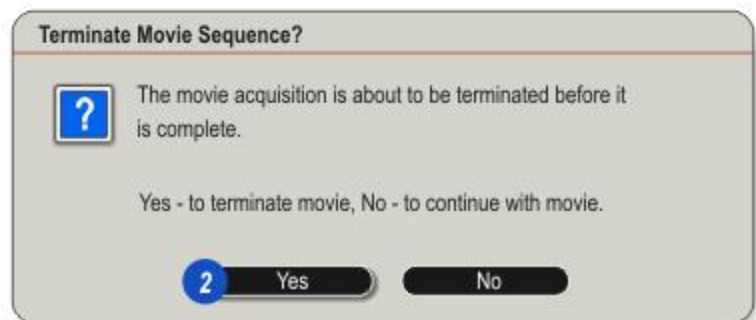 Terminate Movie Sequence?
?
The movie acquisition is about to be terminated before it
is complete.
Yes - to terminate movie, No - to continue with movie.
2 Yes No